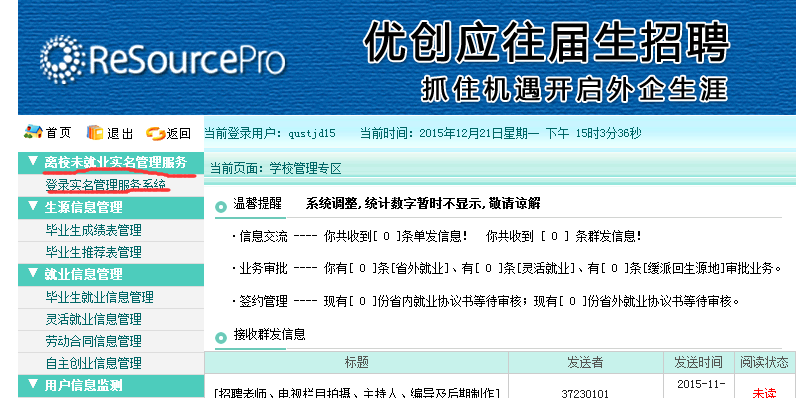 ReSourcePro
优创应往届生招聘
抓住机遇开启外企生涯
首页 退出 返回
当前登录用户: qustjd15 当前时间: 2015年12月21日星期一 下午 15时3分36秒
▼ 离校未就业实名管理服务
登录实名管理服务系统
▼ 生源信息管理
毕业生成绩表管理
毕业生推荐表管理
▼ 就业信息管理
毕业生就业信息管理
灵活就业信息管理
劳动合同信息管理
自主创业信息管理
▼ 用户信息监测
当前页面: 学校管理专区
温馨提醒 系统调整,统计数字暂时不显示,敬请谅解
·信息交流 ---- 你共收到[ 0 ]条单发信息! 你共收到 [ 0 ] 条群发信息!
·业务审批 ---- 你有[ 0 ]条[省外就业]、有[ 0 ]条[灵活就业]、有[ 0 ]条[缓派回生源地]审批业务。
·签约管理 ---- 现有[ 0 ]份省内就业协议书等待审核; 现有[ 0 ]份省外就业协议书等待审核。
接收群发信息
标题 发送者 发送时间 阅读状态
[招聘老师、电视栏目拍摄、主持人、编导及后期制作] 37230101 2015-11- 未读